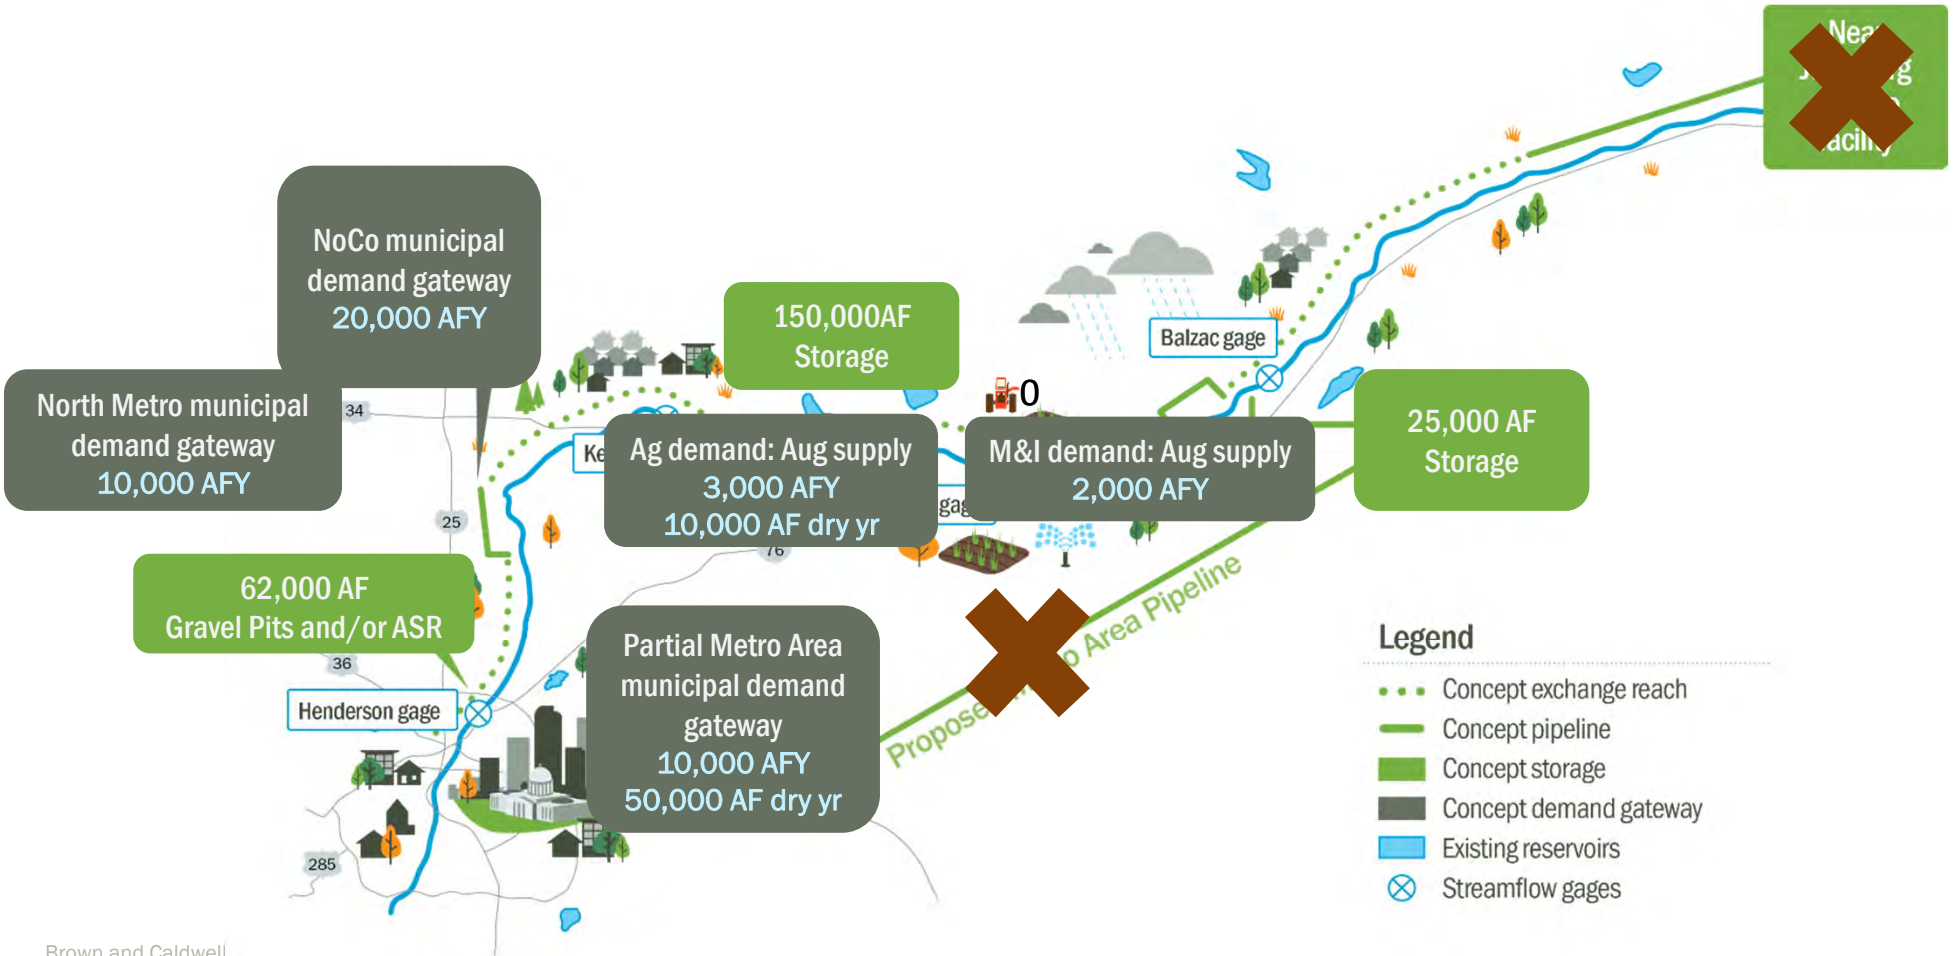 NoCo municipal
demand gateway
20,000 AFY
North Metro municipal
demand gateway
10,000 AFY
34
150,000AF
Storage
Balzac gage
0
25,000 AF
Storage
Ag demand: Aug supply
3,000 AFY
10,000 AF dry yr
M&I demand: Aug supply
2,000 AFY
25
76
62,000 AF
Gravel Pits and/or ASR
36
Henderson gage
Partial Metro Area
municipal demand
gateway
10,000 AFY
50,000 AF dry yr
Area Pipeline
285
Legend
Concept exchange reach
Concept pipeline
Concept storage
Concept demand gateway
Existing reservoirs
Streamflow gages
Brown and Caldwell